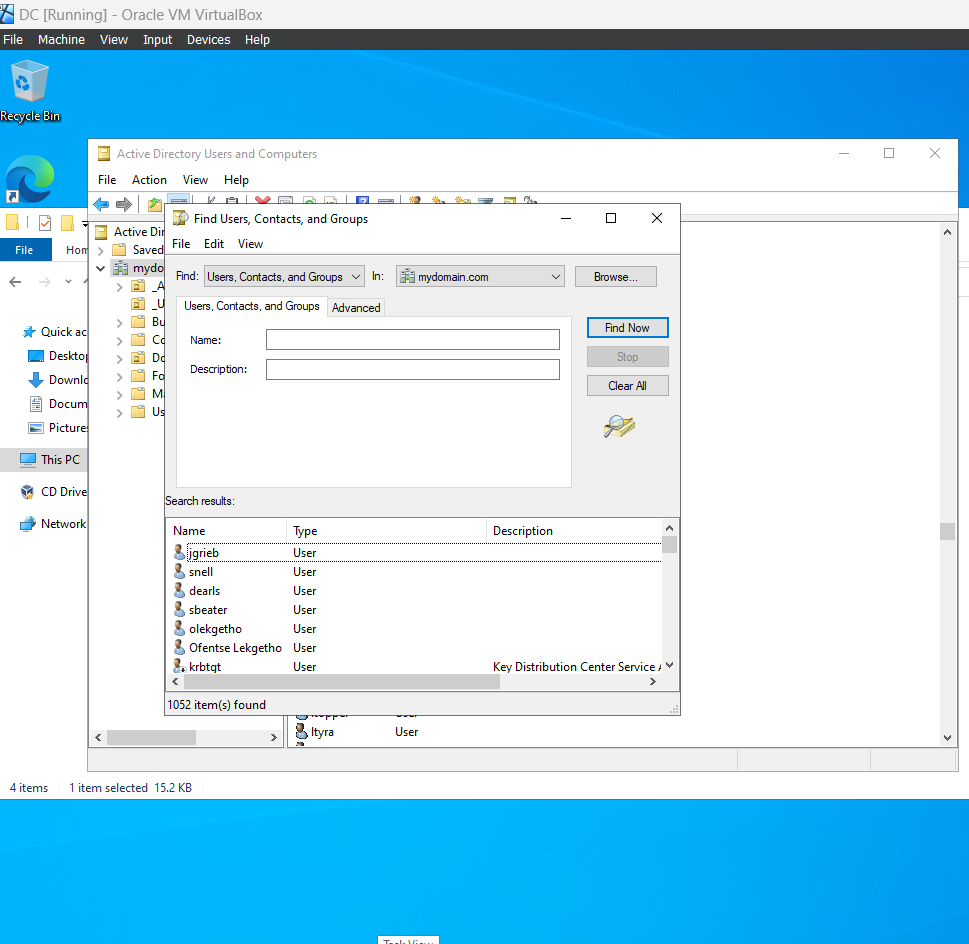 DC [Running] - Oracle VM VirtualBox
File Machine View Input Devices Help
Recycle Bin
Active Directory Users and Computers
File Action View Help
Find Users, Contacts, and Groups
File Edit View
Find: Users, Contacts, and Groups In: mydomain.com Browse...
Users, Contacts, and Groups Advanced
Name:
Description:
Find Now
Stop
Clear All
Search results:
Name Type Description
jgrieb User
snell User
dearls User
sbeater User
olekgetho User
Ofentse Lekgetho User
krbtgt User Key Distribution Center Service
1052 item(s) found
Active Dir
Saved
mydo
_A
_U
Bu
Co
Do
Fo
Ma
Us
ltyra User
File Hom
Quick ac
Desktop
Downlo
Docum
Pictures
This PC
CD Drive
Network
4 items 1 item selected 15.2 KB
Task View